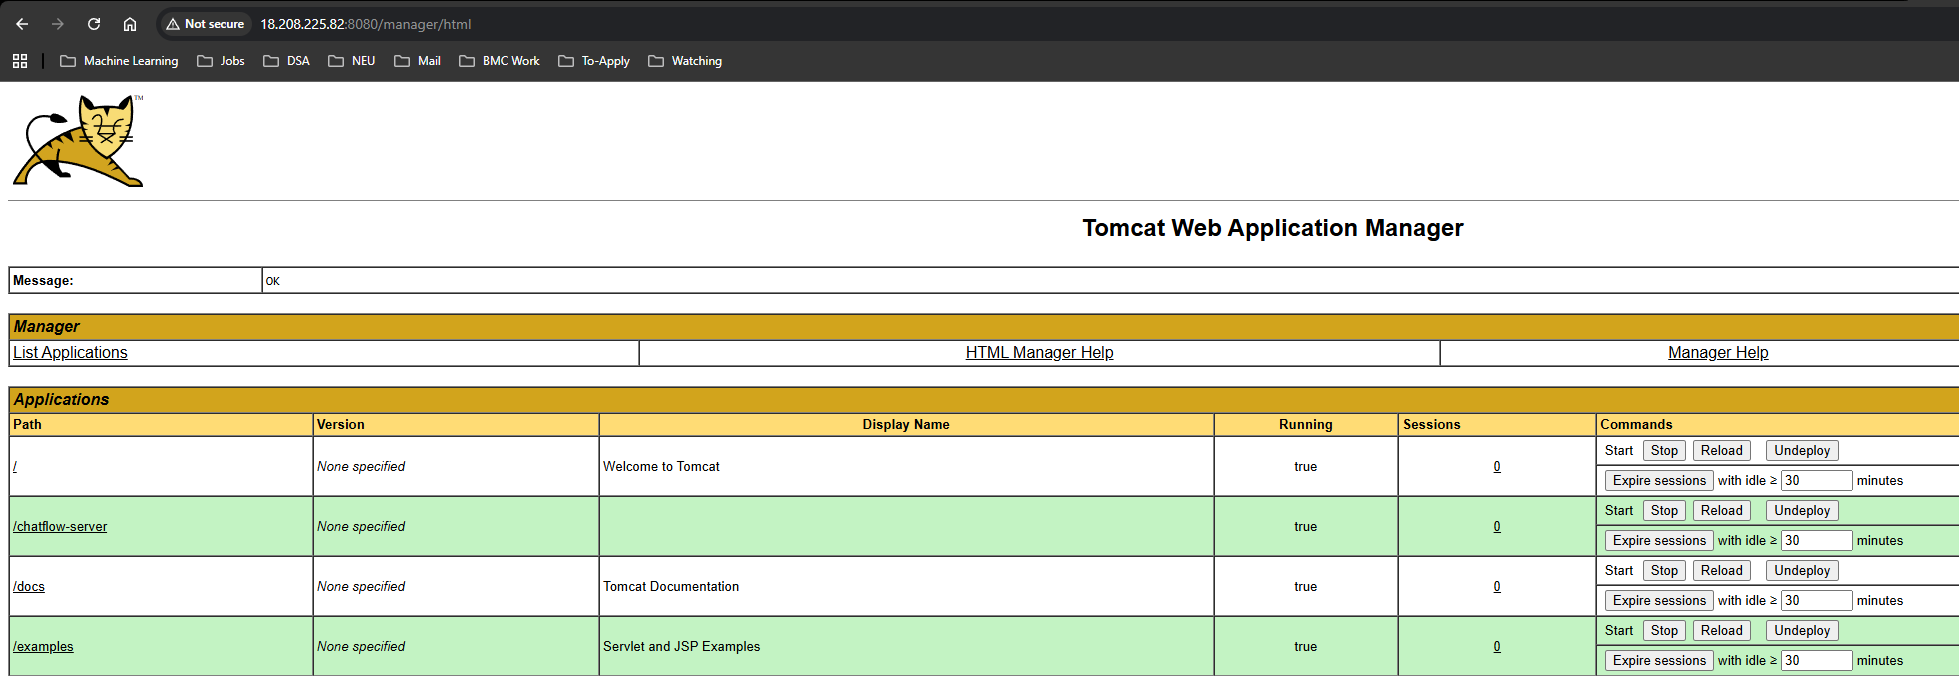 Not secure 18.208.225.82:8080/manager/html
Machine Learning Jobs DSA NEU Mail BMC Work To-Apply Watching
TM
Tomcat Web Application Manager
Message: OK
Manager
List Applications HTML Manager Help Manager Help
Applications
Path Version Display Name Running Sessions Commands
/ None specified Welcome to Tomcat true 0 Start Stop Reload Undeploy
Expire sessions with idle ≥ 30 minutes
/chatflow-server None specified true 0 Start Stop Reload Undeploy
Expire sessions with idle ≥ 30 minutes
/docs None specified Tomcat Documentation true 0 Start Stop Reload Undeploy
Expire sessions with idle ≥ 30 minutes
/examples None specified Servlet and JSP Examples true 0 Start Stop Reload Undeploy
Expire sessions with idle ≥ 30 minutes